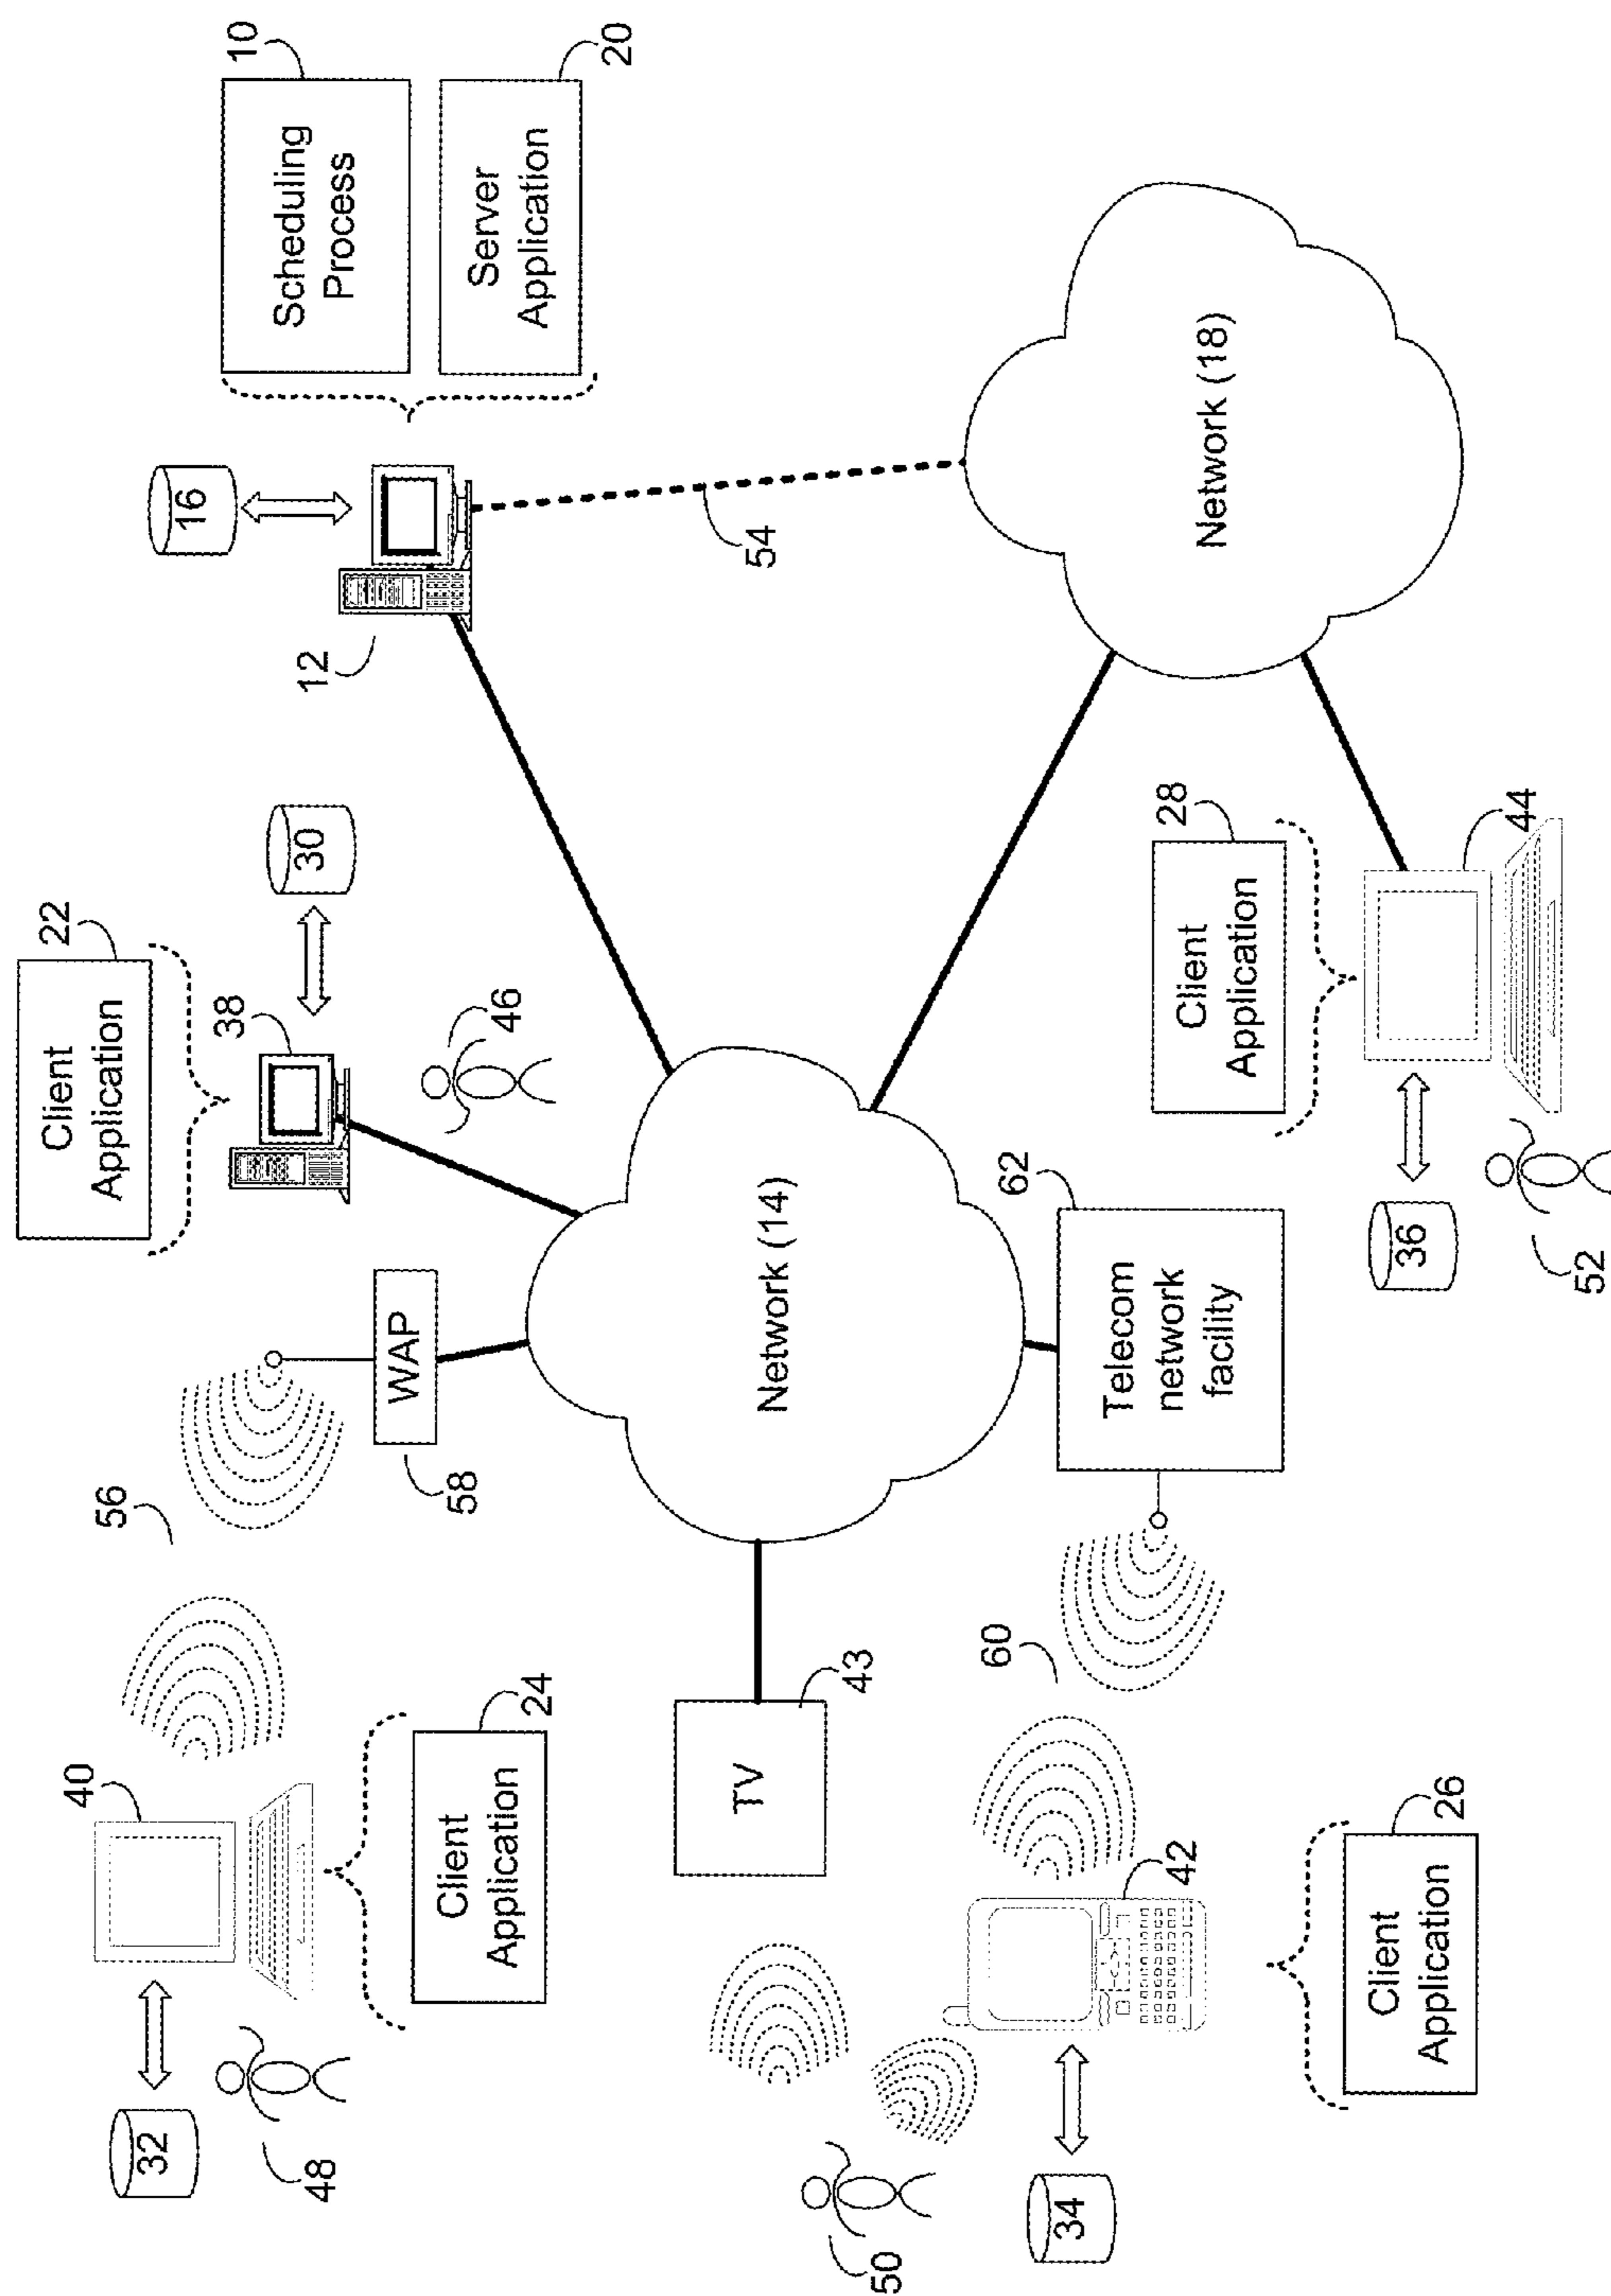 32
48
40
Client
Application
24
56
WAP
58
Client
Application
22
38
30
46
16
12
Scheduling
Process
10
Server
Application
20
54
TV
43
Network (14)
Network (18)
50
34
42
60
Client
Application
26
Telecom
network
facility
62
36
52
Client
Application
28
44